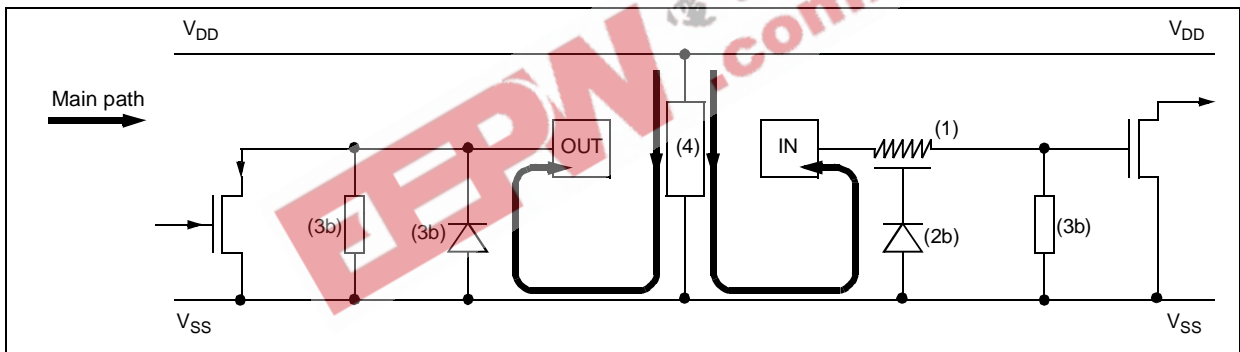 VDD
VDD
Main path
(1)
OUT
(4)
IN
(3b)
(3b)
(2b)
(3b)
VSS
VSS
EEPW
.com